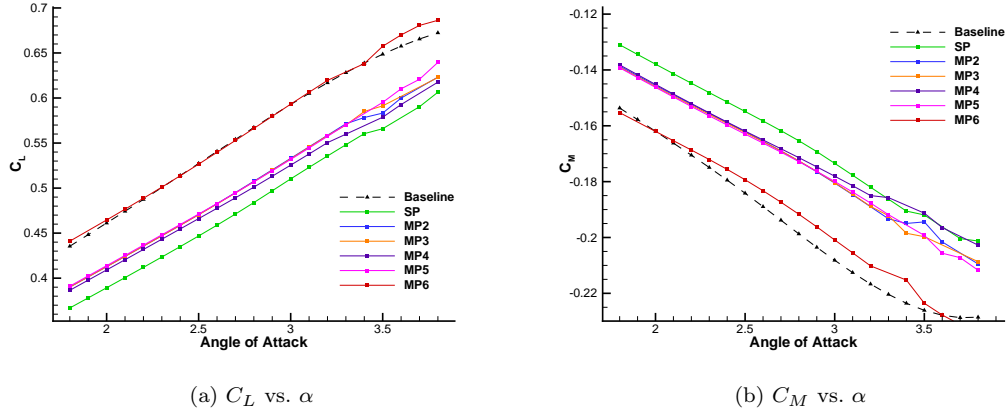 0.7
0.65
0.6
0.55
0.5
0.45
0.4
C_L
2
2.5
3
3.5
Angle of Attack
Baseline
SP
MP2
MP3
MP4
MP5
MP6
(a) C_L vs. α
-0.12
-0.14
-0.16
-0.18
-0.2
-0.22
C_M
2
2.5
3
3.5
Angle of Attack
Baseline
SP
MP2
MP3
MP4
MP5
MP6
(b) C_M vs. α